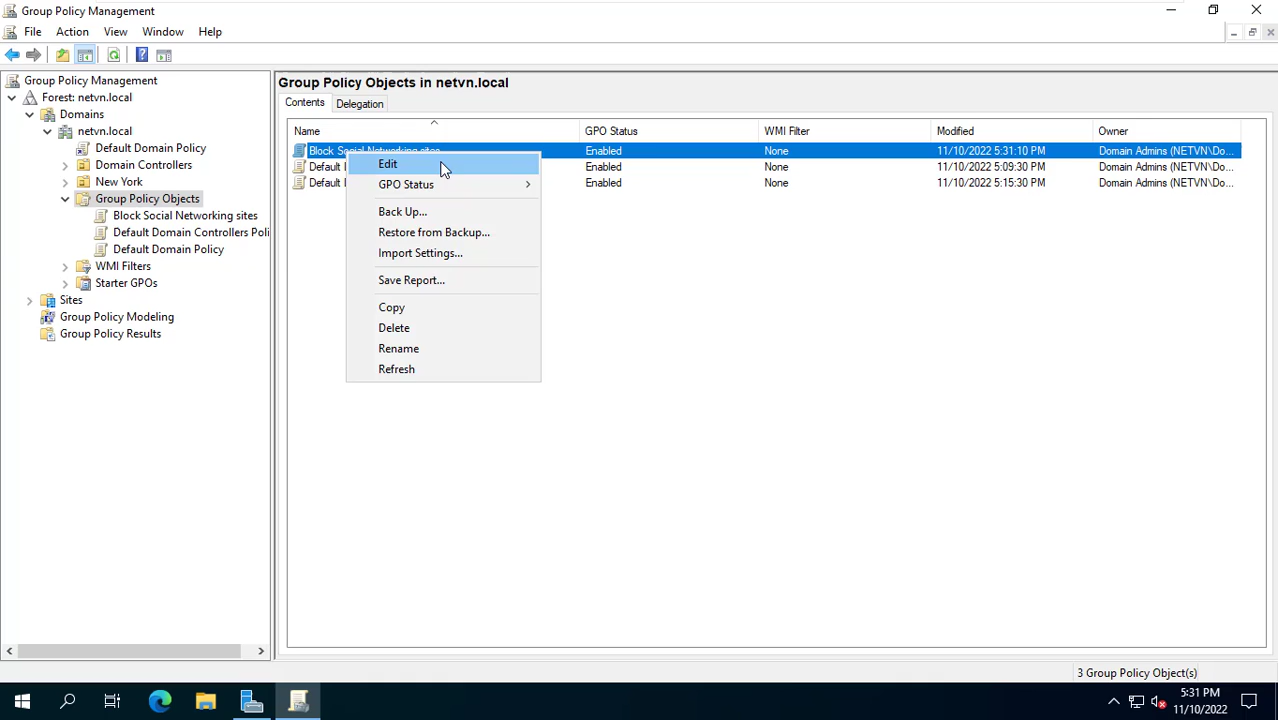 Group Policy Management
File Action View Window Help
Group Policy Management
Forest: netvn.local
Domains
netvn.local
Default Domain Policy
Domain Controllers
New York
Group Policy Objects
Block Social Networking sites
Default Domain Controllers Poli
Default Domain Policy
WMI Filters
Starter GPOs
Sites
Group Policy Modeling
Group Policy Results
Group Policy Objects in netvn.local
Contents Delegation
Name GPO Status WMI Filter Modified Owner
Block Social Networking sites Enabled None 11/10/2022 5:31:10 PM Domain Admins (NETVN\Do...
Default Enabled None 11/10/2022 5:09:30 PM Domain Admins (NETVN\Do...
Default Enabled None 11/10/2022 5:15:30 PM Domain Admins (NETVN\Do...
Edit
GPO Status
Back Up...
Restore from Backup...
Import Settings...
Save Report...
Copy
Delete
Rename
Refresh
3 Group Policy Object(s)
5:31 PM
11/10/2022